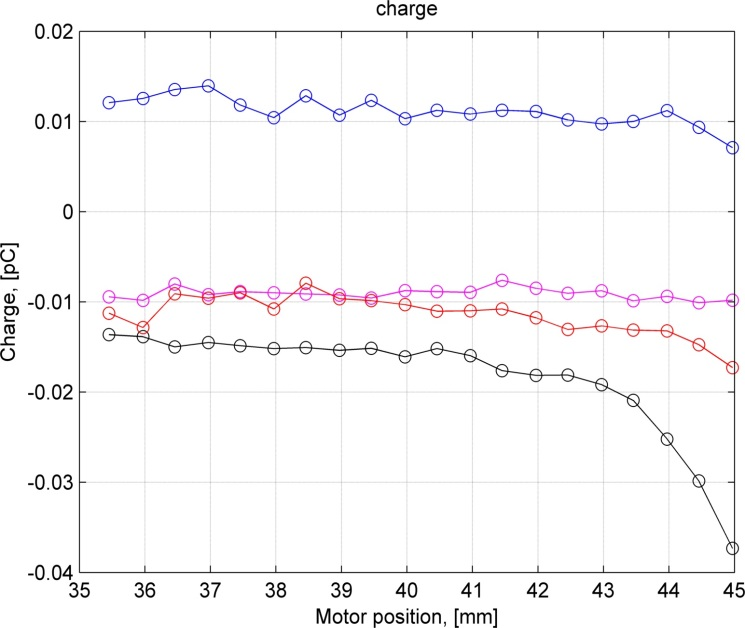 charge
0.02
0.01
0
-0.01
-0.02
-0.03
-0.04
Charge, [pC]
35 36 37 38 39 40 41 42 43 44 45
Motor position, [mm]